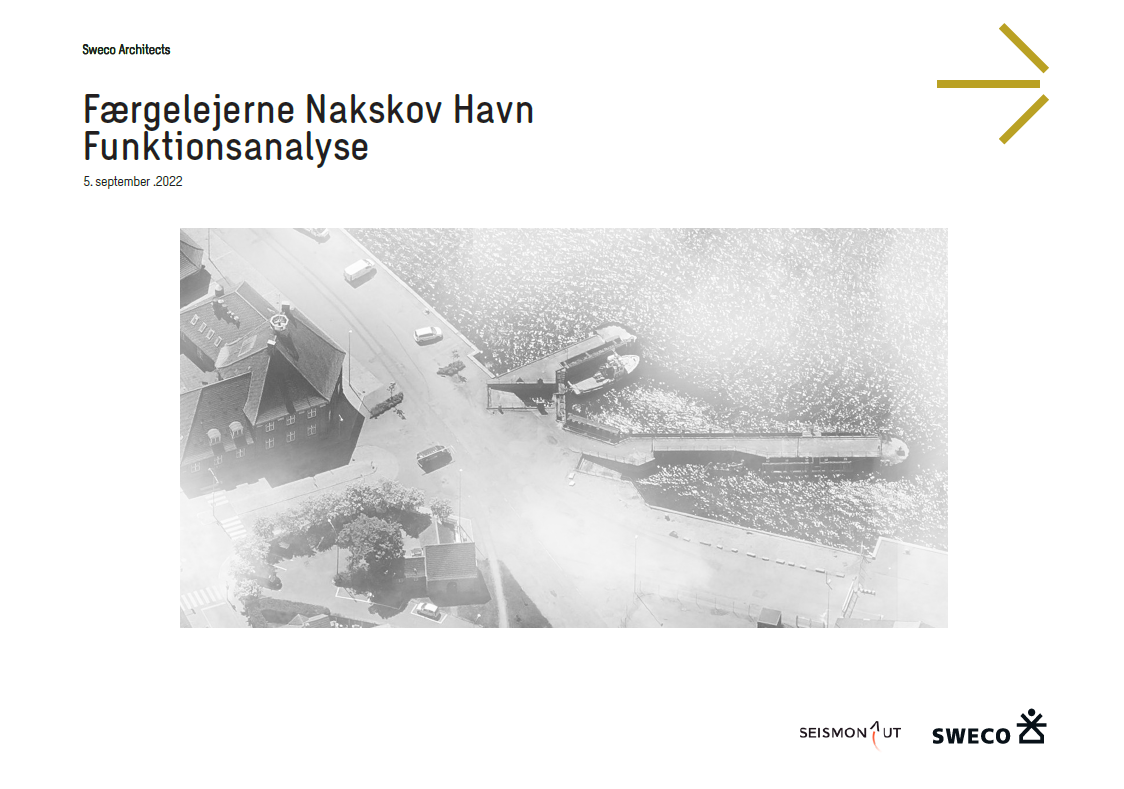 Sweco Architects
Færgelejerne Nakskov Havn
Funktionsanalyse
5. september .2022
SEISMONAUT
SWECO